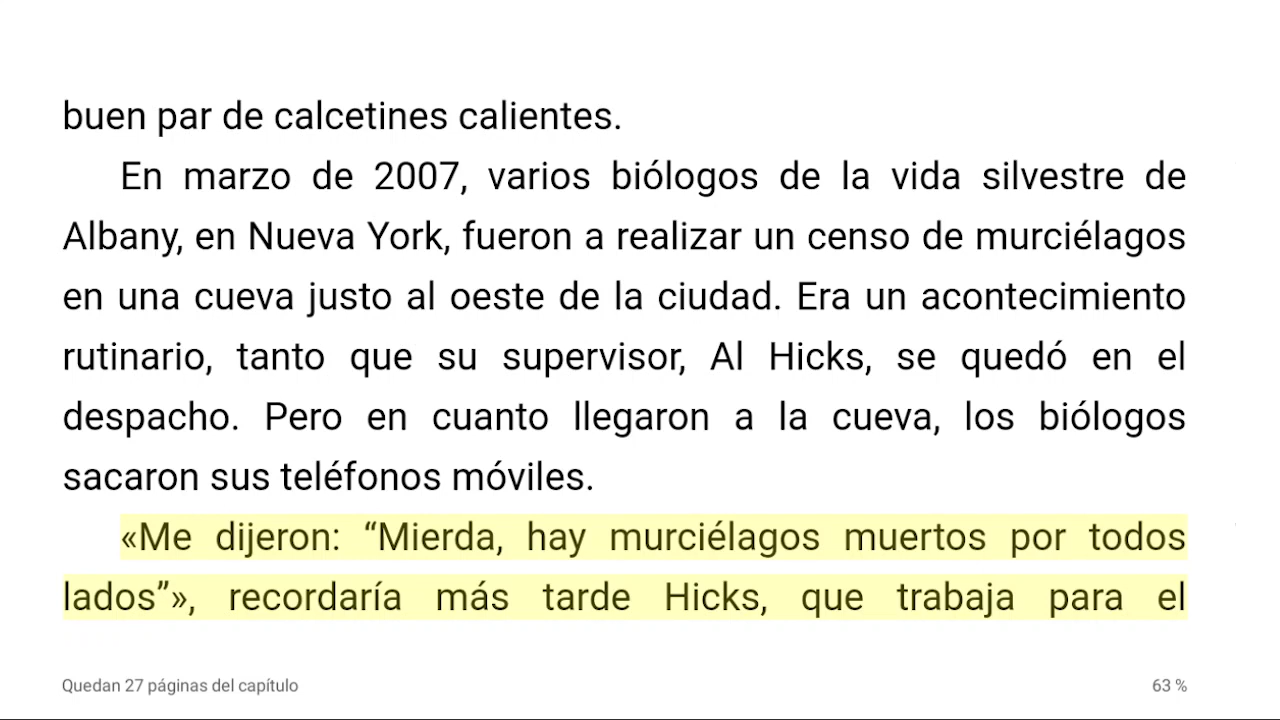 buen par de calcetines calientes.
En marzo de 2007, varios biólogos de la vida silvestre de
Albany, en Nueva York, fueron a realizar un censo de murciélagos
en una cueva justo al oeste de la ciudad. Era un acontecimiento
rutinario, tanto que su supervisor, Al Hicks, se quedó en el
despacho. Pero en cuanto llegaron a la cueva, los biólogos
sacaron sus teléfonos móviles.
«Me dijeron: “Mierda, hay murciélagos muertos por todos
lados”», recordaría más tarde Hicks, que trabaja para el
Quedan 27 páginas del capítulo
63 %